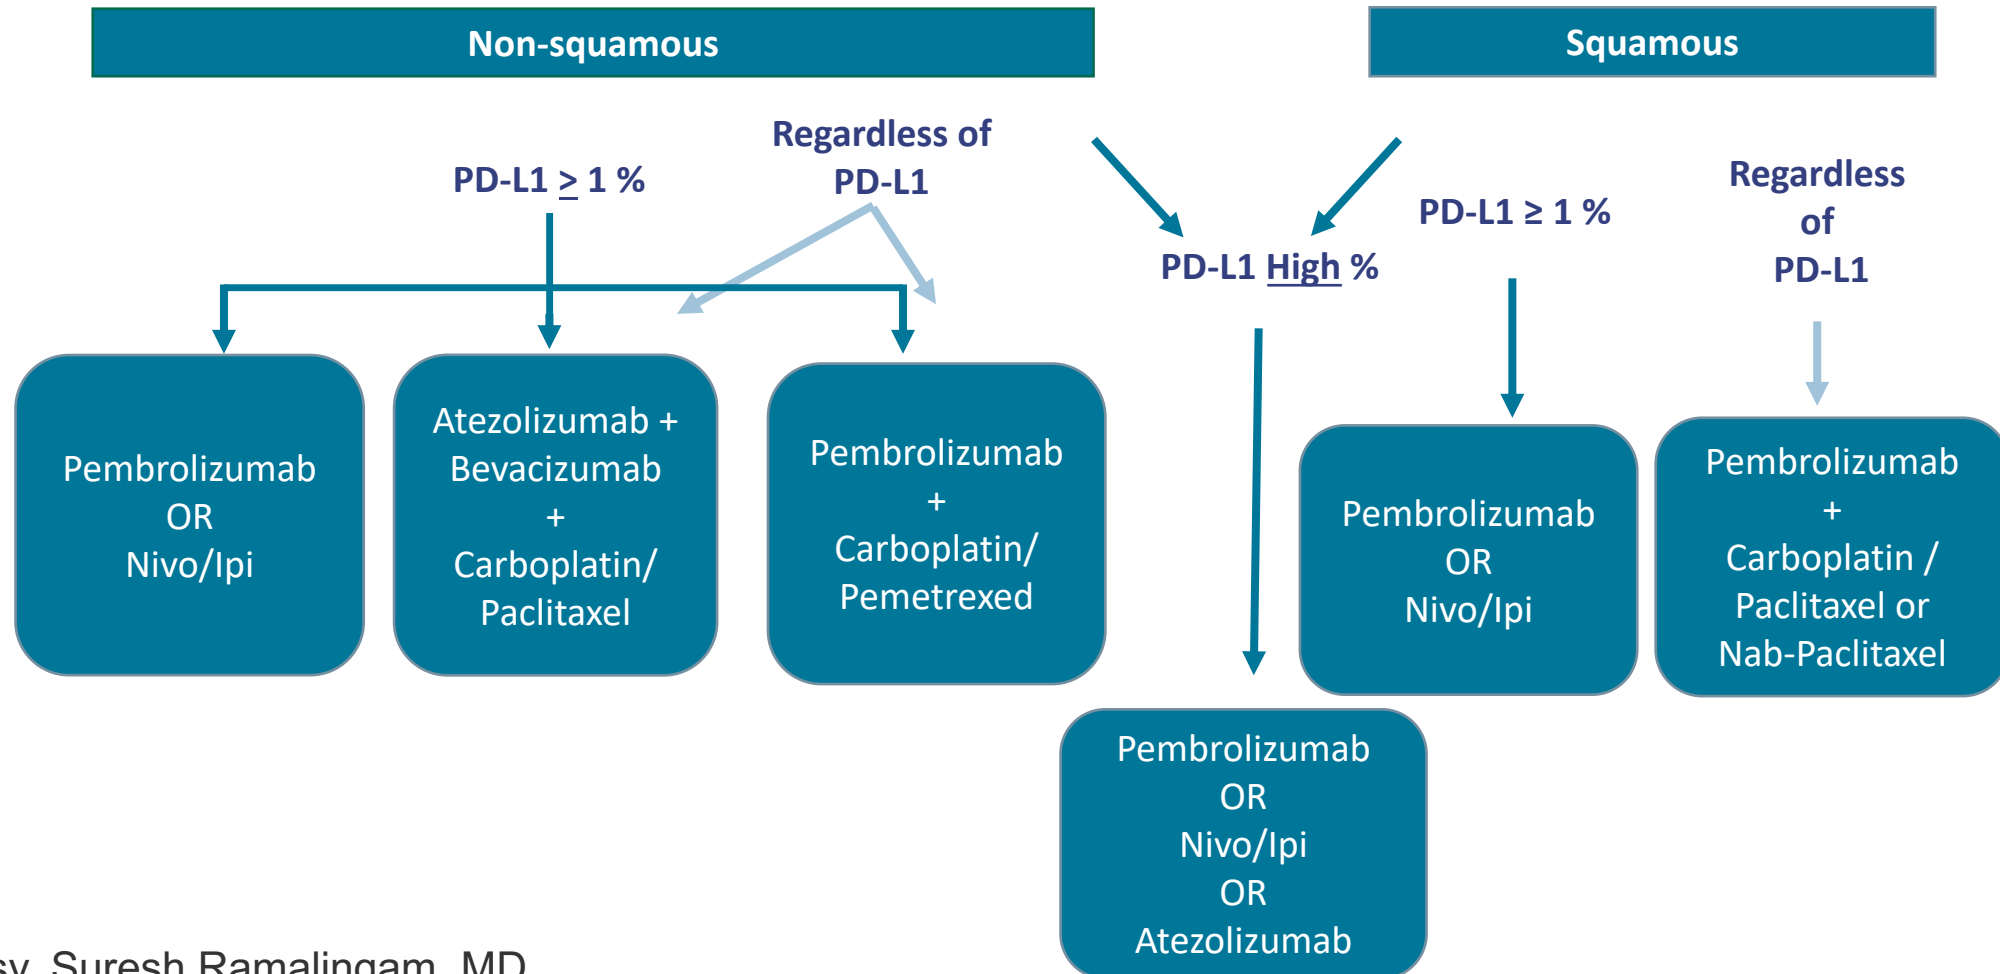 Non-squamous
Squamous
PD-L1 ≥ 1 %
Regardless of
PD-L1
PD-L1 High %
PD-L1 ≥ 1 %
Regardless
of
PD-L1
Pembrolizumab
OR
Nivo/Ipi
Atezolizumab +
Bevacizumab
+
Carboplatin/
Paclitaxel
Pembrolizumab
+
Carboplatin/
Pemetrexed
Pembrolizumab
OR
Nivo/Ipi
OR
Atezolizumab
Pembrolizumab
OR
Nivo/Ipi
Pembrolizumab
+
Carboplatin /
Paclitaxel or
Nab-Paclitaxel
Suresh Ramalingam, MD